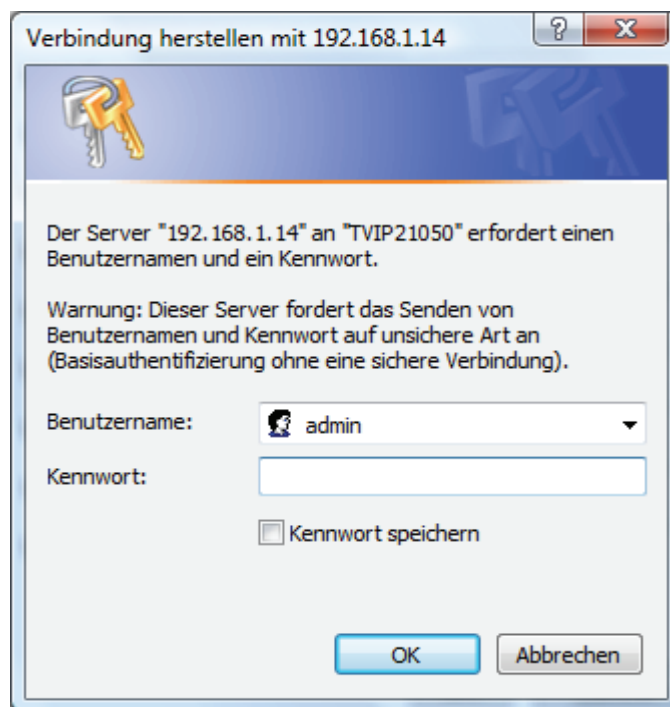 Verbindung herstellen mit 192.168.1.14
Der Server "192.168.1.14" an "TVIP21050" erfordert einen
Benutzernamen und ein Kennwort.
Warnung: Dieser Server fordert das Senden von
Benutzernamen und Kennwort auf unsichere Art an
(Basisauthentifizierung ohne eine sichere Verbindung).
Benutzername:
admin
Kennwort:
Kennwort speichern
OK
Abbrechen